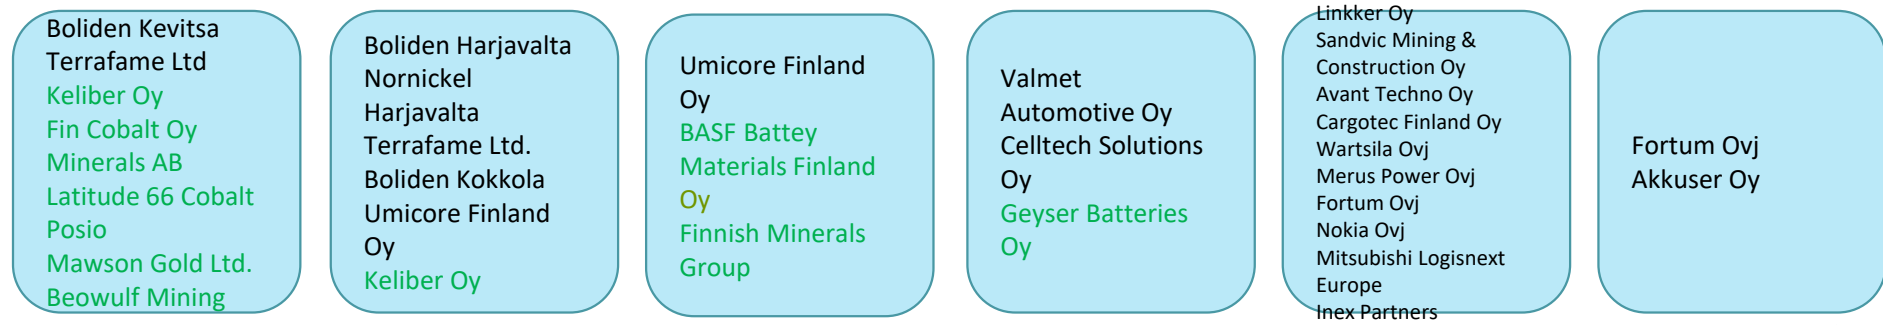 Boliden Kevitsa
Terrafame Ltd
Keliber Oy
Fin Cobalt Oy
Minerals AB
Latitude 66 Cobalt
Posio
Mawson Gold Ltd.
Beowulf Mining
Boliden Harjavalta
Nornickel
Harjavalta
Terrafame Ltd.
Boliden Kokkola
Umicore Finland
Oy
Keliber Oy
Umicore Finland
Oy
BASF Battey
Materials Finland
Oy
Finnish Minerals
Group
Valmet
Automotive Oy
Celltech Solutions
Oy
Geyser Batteries
Oy
Linkker Oy
Sandvic Mining &
Construction Oy
Avant Techno Oy
Cargotec Finland Oy
Wartsila Ovj
Merus Power Ovj
Fortum Ovj
Nokia Ovj
Mitsubishi Logisnext
Europe
Inex Partners
Fortum Ovj
Akkuser Oy